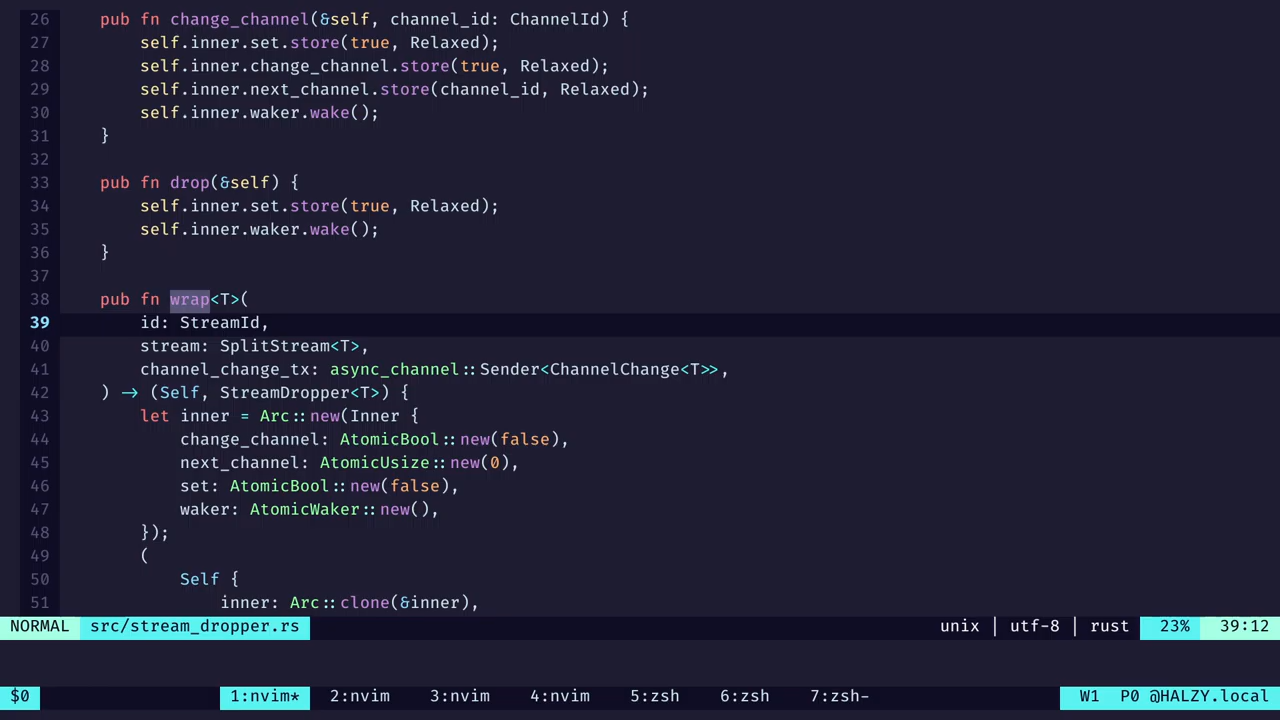 26 pub fn change_channel(&self, channel_id: ChannelId) {
27 self.inner.set.store(true, Relaxed);
28 self.inner.change_channel.store(true, Relaxed);
29 self.inner.next_channel.store(channel_id, Relaxed);
30 self.inner.waker.wake();
31 }
32
33 pub fn drop(&self) {
34 self.inner.set.store(true, Relaxed);
35 self.inner.waker.wake();
36 }
37
38 pub fn wrap<T>(
39 id: StreamId,
40 stream: SplitStream<T>,
41 channel_change_tx: async_channel::Sender<ChannelChange<T>>,
42 ) -> (Self, StreamDropper<T>) {
43 let inner = Arc::new(Inner {
44 change_channel: AtomicBool::new(false),
45 next_channel: AtomicUsize::new(0),
46 set: AtomicBool::new(false),
47 waker: AtomicWaker::new(),
48 });
49 (
50 Self {
51 inner: Arc::clone(&inner),
NORMAL src/stream_dropper.rs unix | utf-8 | rust 23% 39:12
$0 1:nvim* 2:nvim 3:nvim 4:nvim 5:zsh 6:zsh 7:zsh- W1 P0 @HALZY.local